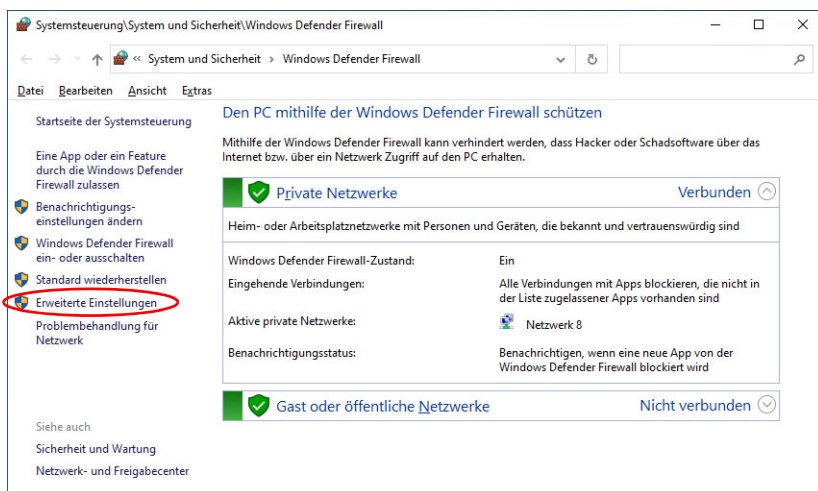 Systemsteuerung\System und Sicherheit\Windows Defender Firewall
« System und Sicherheit > Windows Defender Firewall
Datei Bearbeiten Ansicht Extras
Startseite der Systemsteuerung
Eine App oder ein Feature
durch die Windows Defender
Firewall zulassen
Benachrichtigungs-
einstellungen ändern
Windows Defender Firewall
ein- oder ausschalten
Standard wiederherstellen
Erweiterte Einstellungen
Problembehandlung für
Netzwerk
Siehe auch
Sicherheit und Wartung
Netzwerk- und Freigabecenter
Den PC mithilfe der Windows Defender Firewall schützen
Mithilfe der Windows Defender Firewall kann verhindert werden, dass Hacker oder Schadsoftware über das
Internet bzw. über ein Netzwerk Zugriff auf den PC erhalten.
Private Netzwerke Verbunden
Heim- oder Arbeitsplatznetzwerke mit Personen und Geräten, die bekannt und vertrauenswürdig sind
Windows Defender Firewall-Zustand: Ein
Eingehende Verbindungen: Alle Verbindungen mit Apps blockieren, die nicht in
der Liste zugelassener Apps vorhanden sind
Aktive private Netzwerke: Netzwerk 8
Benachrichtigungsstatus: Benachrichtigen, wenn eine neue App von der
Windows Defender Firewall blockiert wird
Gast oder öffentliche Netzwerke Nicht verbunden